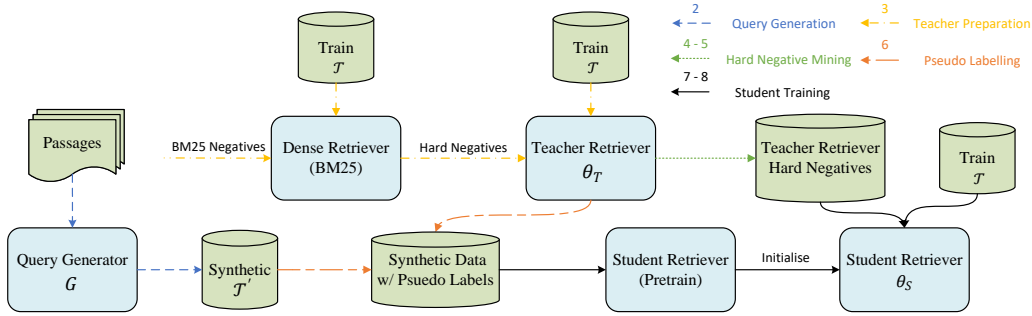 2
Query Generation
3
Teacher Preparation
4 - 5
Hard Negative Mining
6
Pseudo Labelling
7 - 8
Student Training
Train
𝒯
Train
𝒯
Passages
BM25 Negatives
Dense Retriever
(BM25)
Hard Negatives
Teacher Retriever
θ_T
Teacher Retriever
Hard Negatives
Train
𝒯
Query Generator
G
Synthetic
𝒯′
Synthetic Data
w/ Psuedo Labels
Student Retriever
(Pretrain)
Initialise
Student Retriever
θ_S